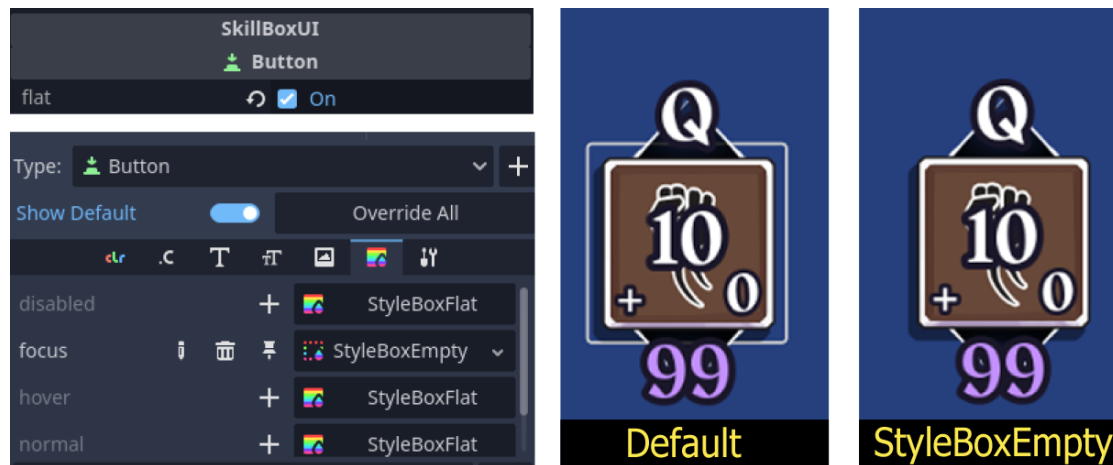 SkillBoxUI
Button
flat On
Type: Button
Show Default Override All
clr .C T TT
disabled StyleBoxFlat
focus StyleBoxEmpty
hover StyleBoxFlat
normal StyleBoxFlat
Q
10
+ 0
99
Default
Q
10
+ 0
99
StyleBoxEmpty